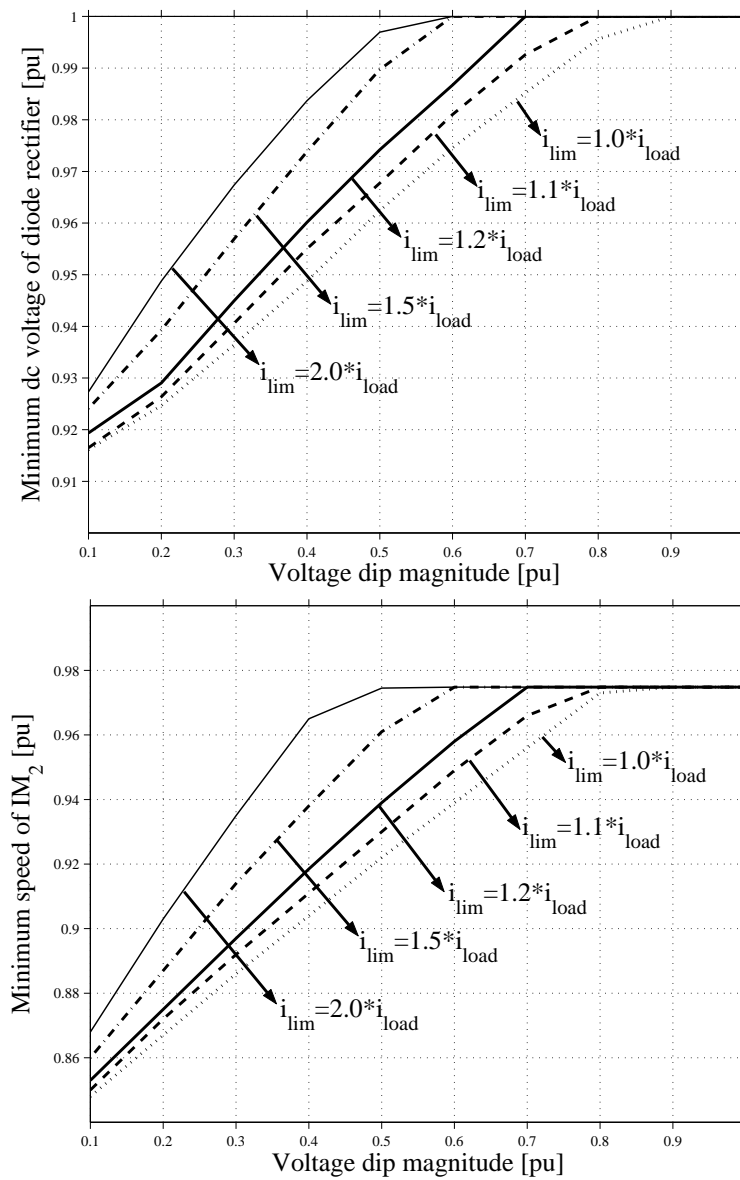 1
0.99
0.98
0.97
0.96
0.95
0.94
0.93
0.92
0.91
Minimum dc voltage of diode rectifier [pu]
i_lim=1.0*i_load
i_lim=1.1*i_load
i_lim=1.2*i_load
i_lim=1.5*i_load
i_lim=2.0*i_load
0.1 0.2 0.3 0.4 0.5 0.6 0.7 0.8 0.9
Voltage dip magnitude [pu]
0.98
0.96
0.94
0.92
0.9
0.88
0.86
Minimum speed of IM_2 [pu]
i_lim=1.0*i_load
i_lim=1.1*i_load
i_lim=1.2*i_load
i_lim=1.5*i_load
i_lim=2.0*i_load
0.1 0.2 0.3 0.4 0.5 0.6 0.7 0.8 0.9
Voltage dip magnitude [pu]